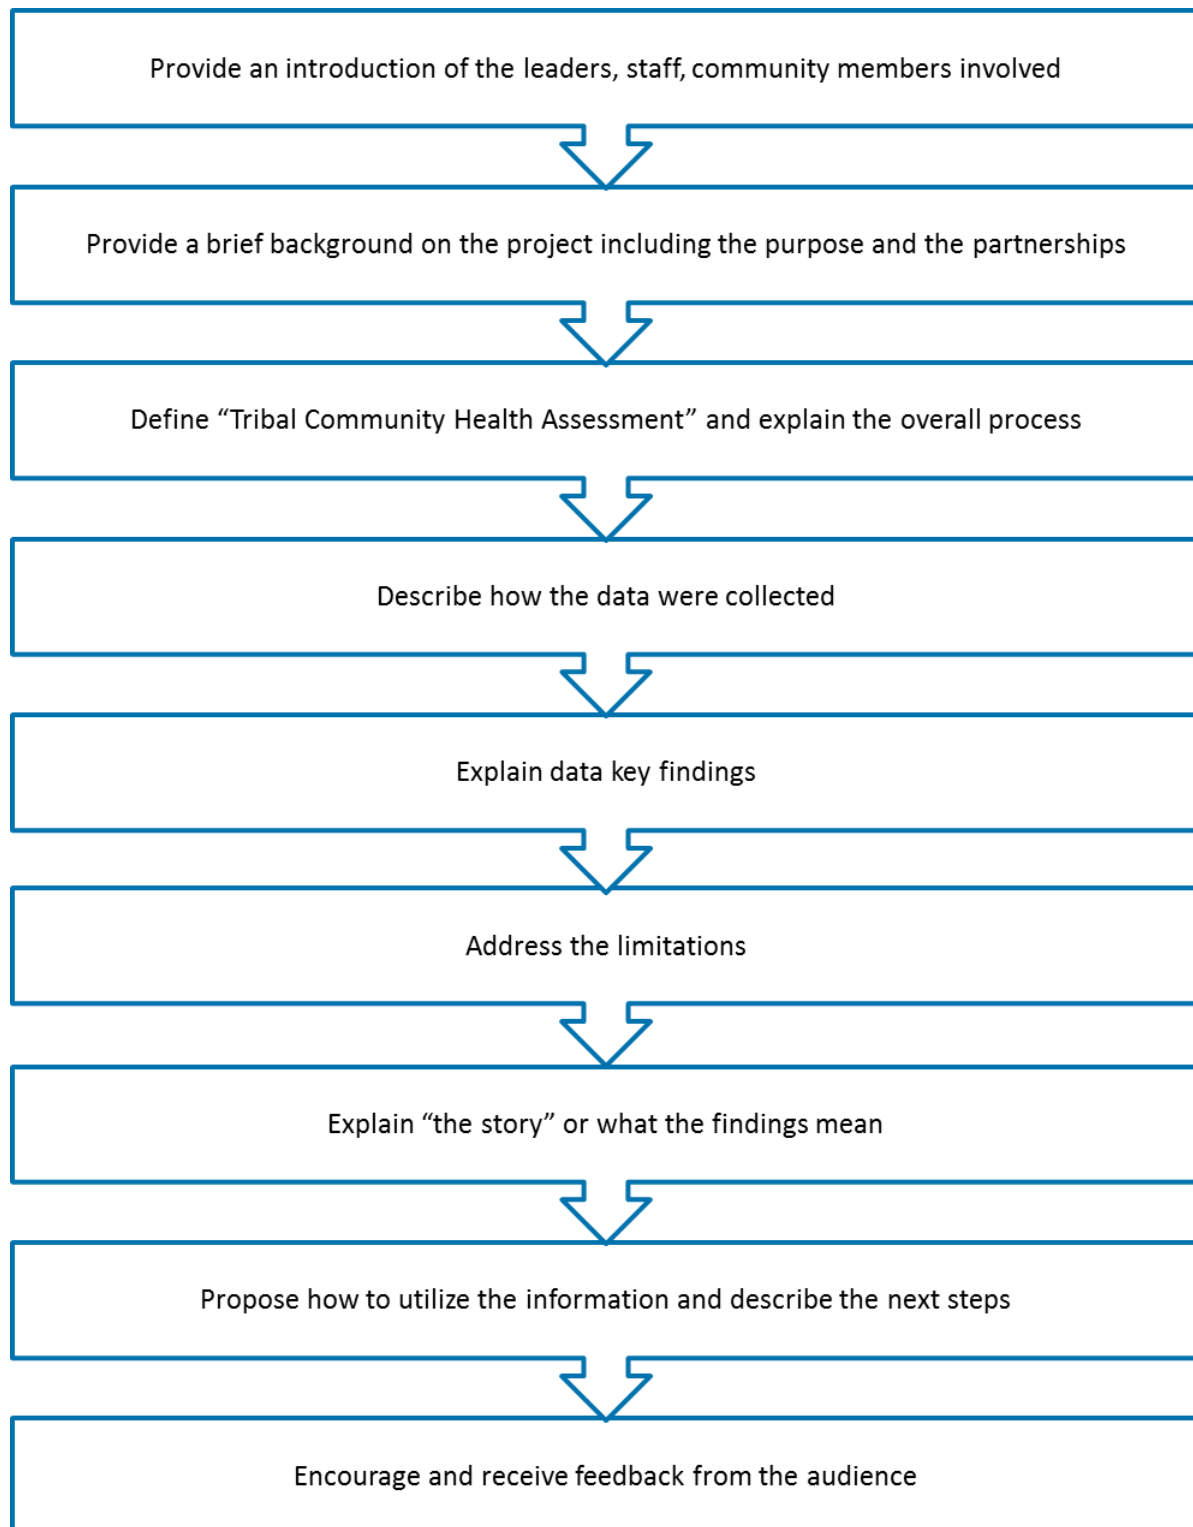 Provide an introduction of the leaders, staff, community members involved
Provide a brief background on the project including the purpose and the partnerships
Define “Tribal Community Health Assessment” and explain the overall process
Describe how the data were collected
Explain data key findings
Address the limitations
Explain “the story” or what the findings mean
Propose how to utilize the information and describe the next steps
Encourage and receive feedback from the audience